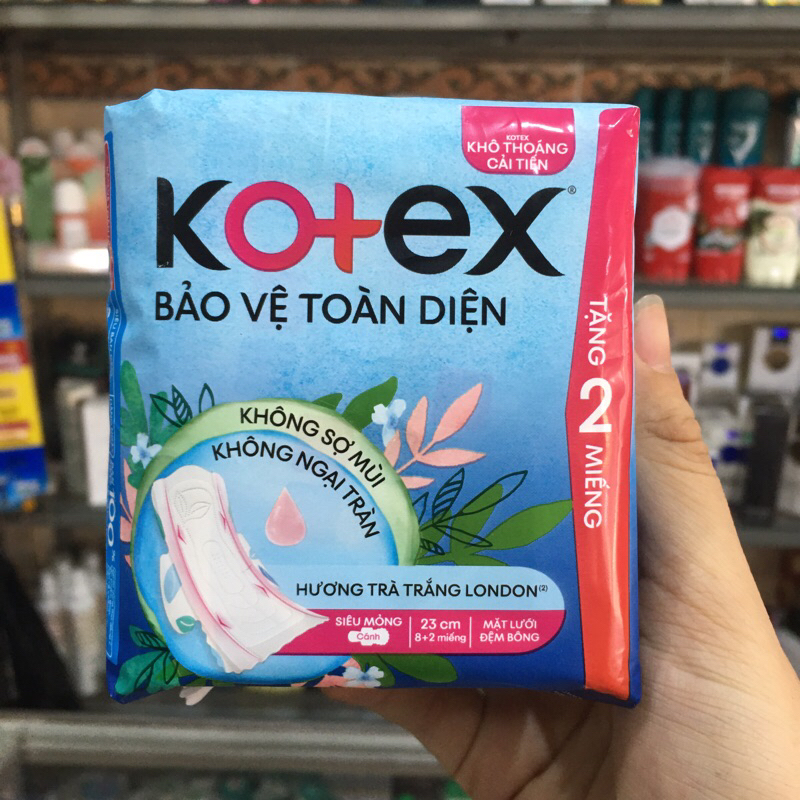 KOTEX
KHÔ THOÁNG
CẢI TIẾN
Kotex®
BẢO VỆ TOÀN DIỆN
TẶNG 2 MIẾNG
KHÔNG SỢ MÙI
KHÔNG NGẠI TRÀN
HƯƠNG TRÀ TRẮNG LONDON(2)
SIÊU MỎNG
Cánh
23 cm
8+2 miếng
MẶT LƯỚI
ĐỆM BÔNG